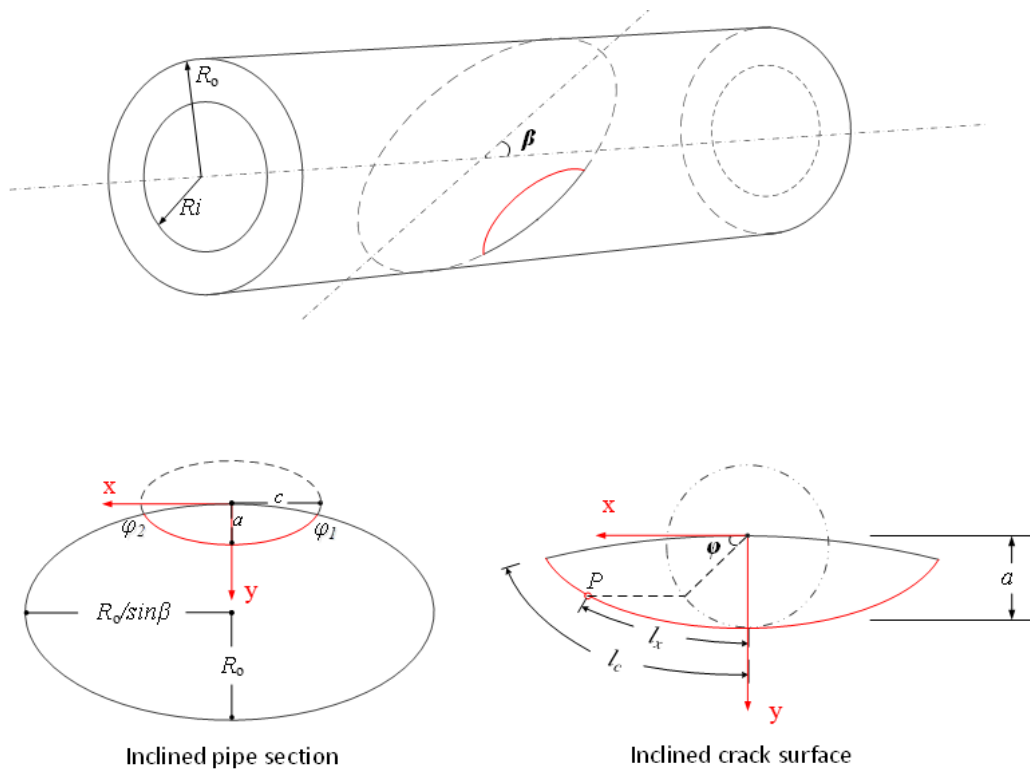 Ro
β
Ri
x
c
φ2
a
φ1
y
Ro/sinβ
Ro
Inclined pipe section
x
φ
P
a
lx
lc
y
Inclined crack surface